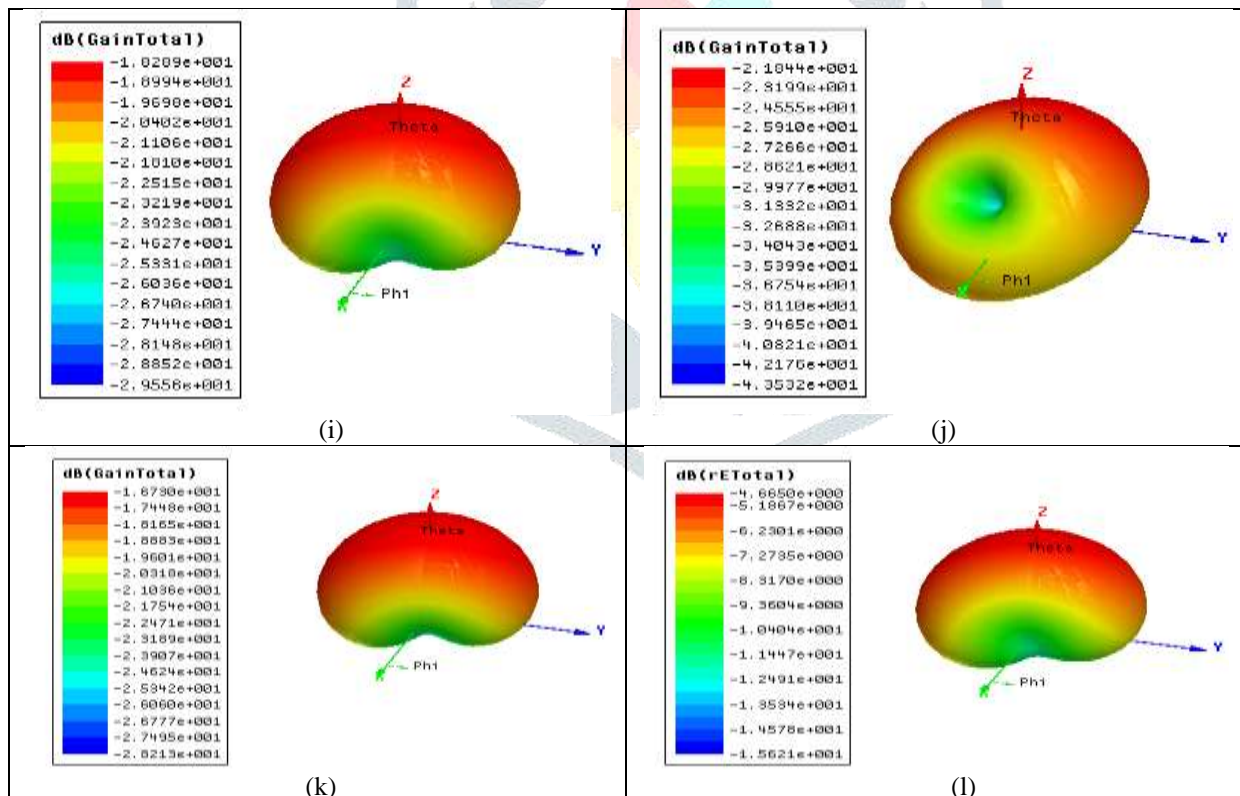 dB(GainTotal)
-1.8289e+001
-1.8994e+001
-1.9698e+001
-2.0402e+001
-2.1106e+001
-2.1810e+001
-2.2515e+001
-2.3219e+001
-2.3923e+001
-2.4627e+001
-2.5331e+001
-2.6036e+001
-2.6740e+001
-2.7444e+001
-2.8148e+001
-2.8852e+001
-2.9556e+001
Z
Theta
Y
X
Phi
(i)
dB(GainTotal)
-2.1844e+001
-2.3199e+001
-2.4555e+001
-2.5910e+001
-2.7266e+001
-2.8621e+001
-2.9977e+001
-3.1332e+001
-3.2688e+001
-3.4043e+001
-3.5399e+001
-3.6754e+001
-3.8110e+001
-3.9465e+001
-4.0821e+001
-4.2176e+001
-4.3532e+001
Z
Theta
Y
X
Phi
(j)
dB(GainTotal)
-1.6730e+001
-1.7448e+001
-1.8165e+001
-1.8883e+001
-1.9601e+001
-2.0318e+001
-2.1036e+001
-2.1754e+001
-2.2471e+001
-2.3189e+001
-2.3907e+001
-2.4624e+001
-2.5342e+001
-2.6060e+001
-2.6777e+001
-2.7495e+001
-2.8213e+001
Z
Theta
Y
X
Phi
(k)
dB(rETotal)
-4.6650e+000
-5.1867e+000
-6.2301e+000
-7.2735e+000
-8.3170e+000
-9.3604e+000
-1.0404e+001
-1.1447e+001
-1.2491e+001
-1.3534e+001
-1.4578e+001
-1.5621e+001
Z
Theta
Y
X
Phi
(l)